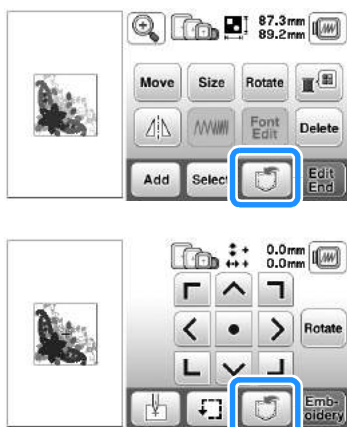 87.3mm
89.2mm
Move Size Rotate
Font
Edit Delete
Add Selec Edit
End
0.0mm
0.0mm
Rotate
Emb-
oidery